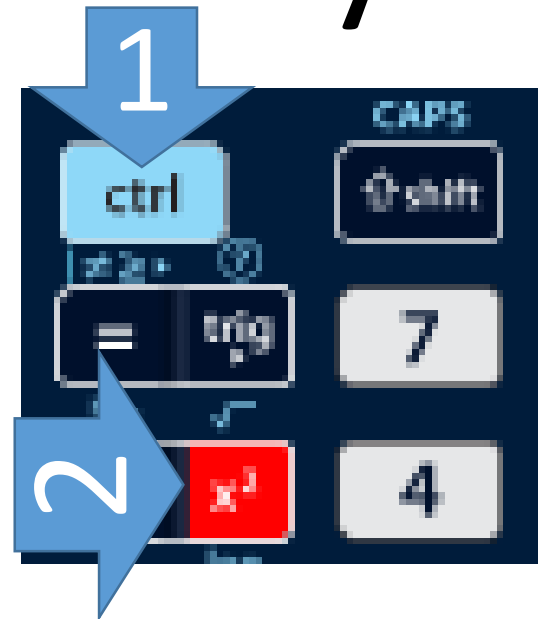 1
CAPS
ctrl
⇧shift
|≠≥▸
?
=
trig
7
√
2
x²
4